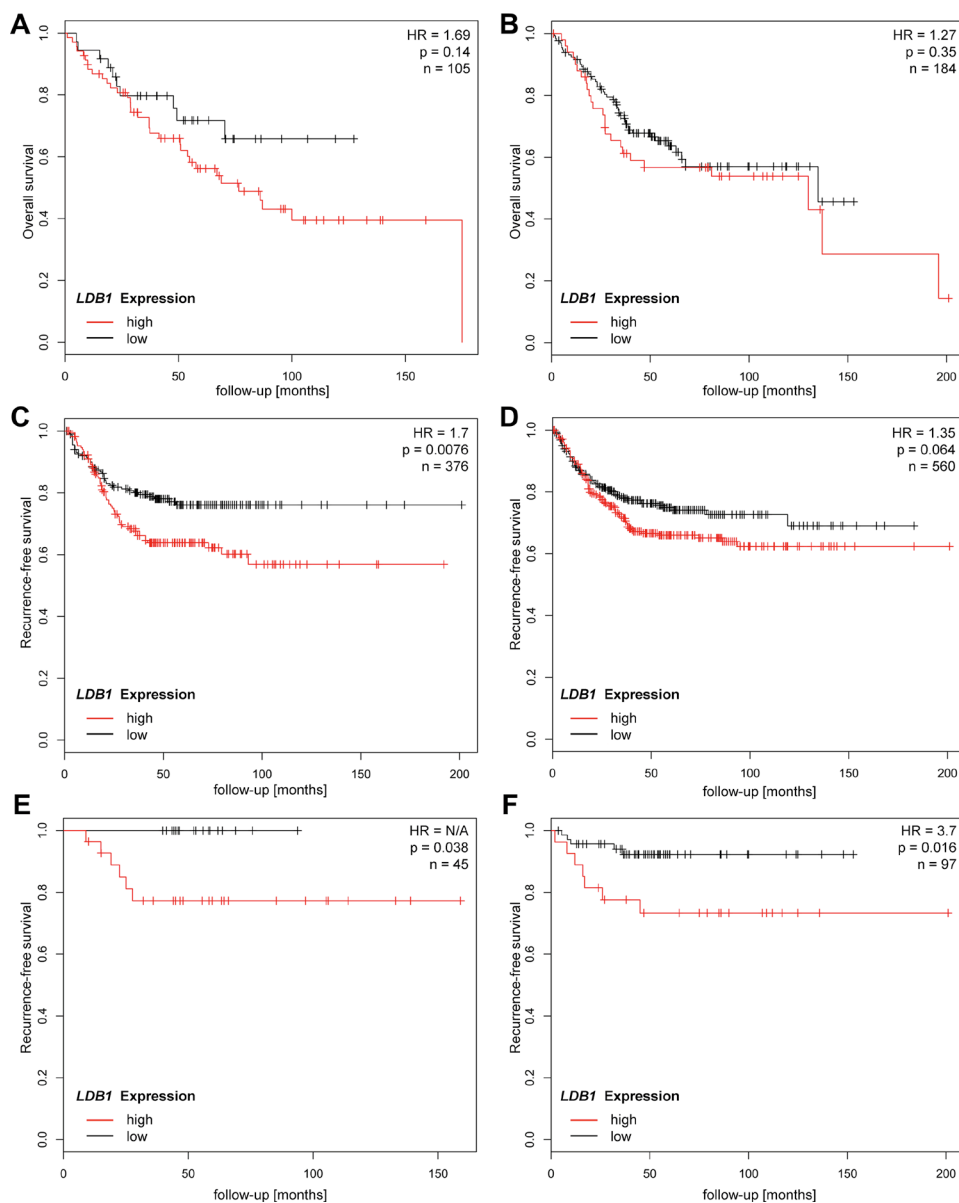 A
HR = 1.69
p = 0.14
n = 105
Overall survival
0.0 0.2 0.4 0.6 0.8 1.0
LDB1 Expression
high
low
0 50 100 150
follow-up [months]
B
HR = 1.27
p = 0.35
n = 184
Overall survival
0.0 0.2 0.4 0.6 0.8 1.0
LDB1 Expression
high
low
0 50 100 150 200
follow-up [months]
C
HR = 1.7
p = 0.0076
n = 376
Recurrence-free survival
0.0 0.2 0.4 0.6 0.8 1.0
LDB1 Expression
high
low
0 50 100 150 200
follow-up [months]
D
HR = 1.35
p = 0.064
n = 560
Recurrence-free survival
0.0 0.2 0.4 0.6 0.8 1.0
LDB1 Expression
high
low
0 50 100 150 200
follow-up [months]
E
HR = N/A
p = 0.038
n = 45
Recurrence-free survival
0.0 0.2 0.4 0.6 0.8 1.0
LDB1 Expression
high
low
0 50 100 150
follow-up [months]
F
HR = 3.7
p = 0.016
n = 97
Recurrence-free survival
0.0 0.2 0.4 0.6 0.8 1.0
LDB1 Expression
high
low
0 50 100 150 200
follow-up [months]